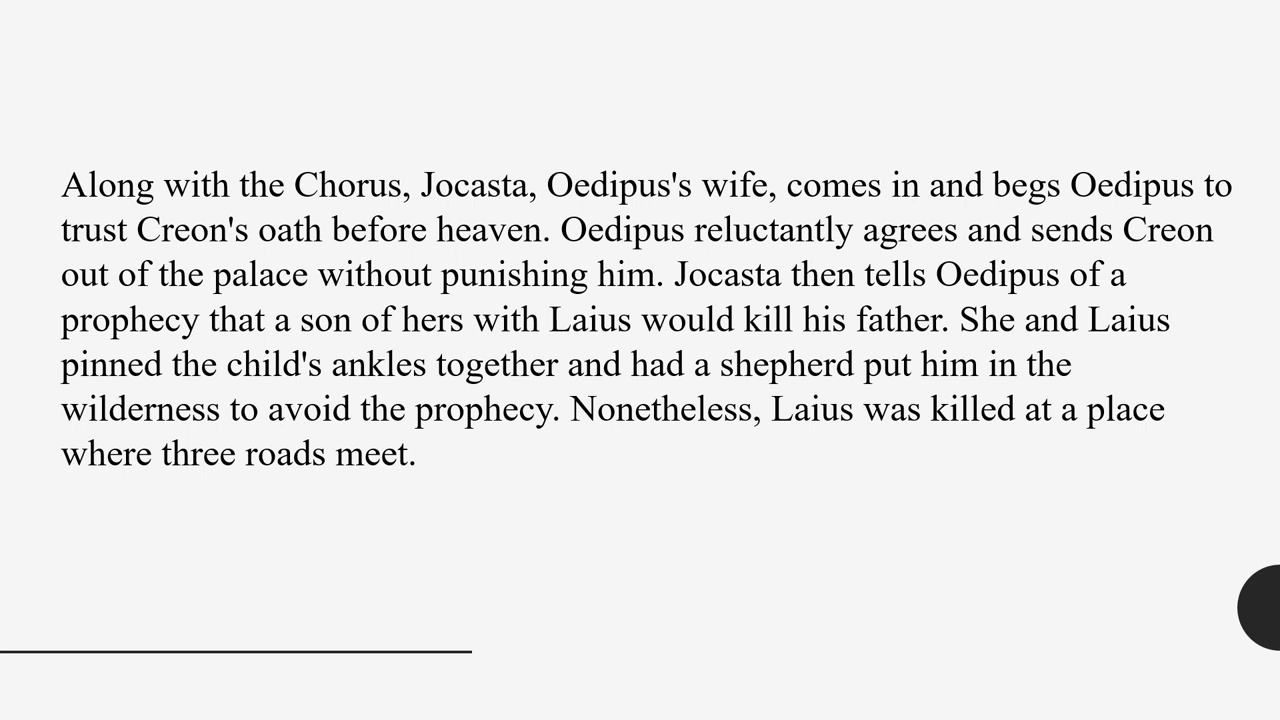 Along with the Chorus, Jocasta, Oedipus's wife, comes in and begs Oedipus to
trust Creon's oath before heaven. Oedipus reluctantly agrees and sends Creon
out of the palace without punishing him. Jocasta then tells Oedipus of a
prophecy that a son of hers with Laius would kill his father. She and Laius
pinned the child's ankles together and had a shepherd put him in the
wilderness to avoid the prophecy. Nonetheless, Laius was killed at a place
where three roads meet.